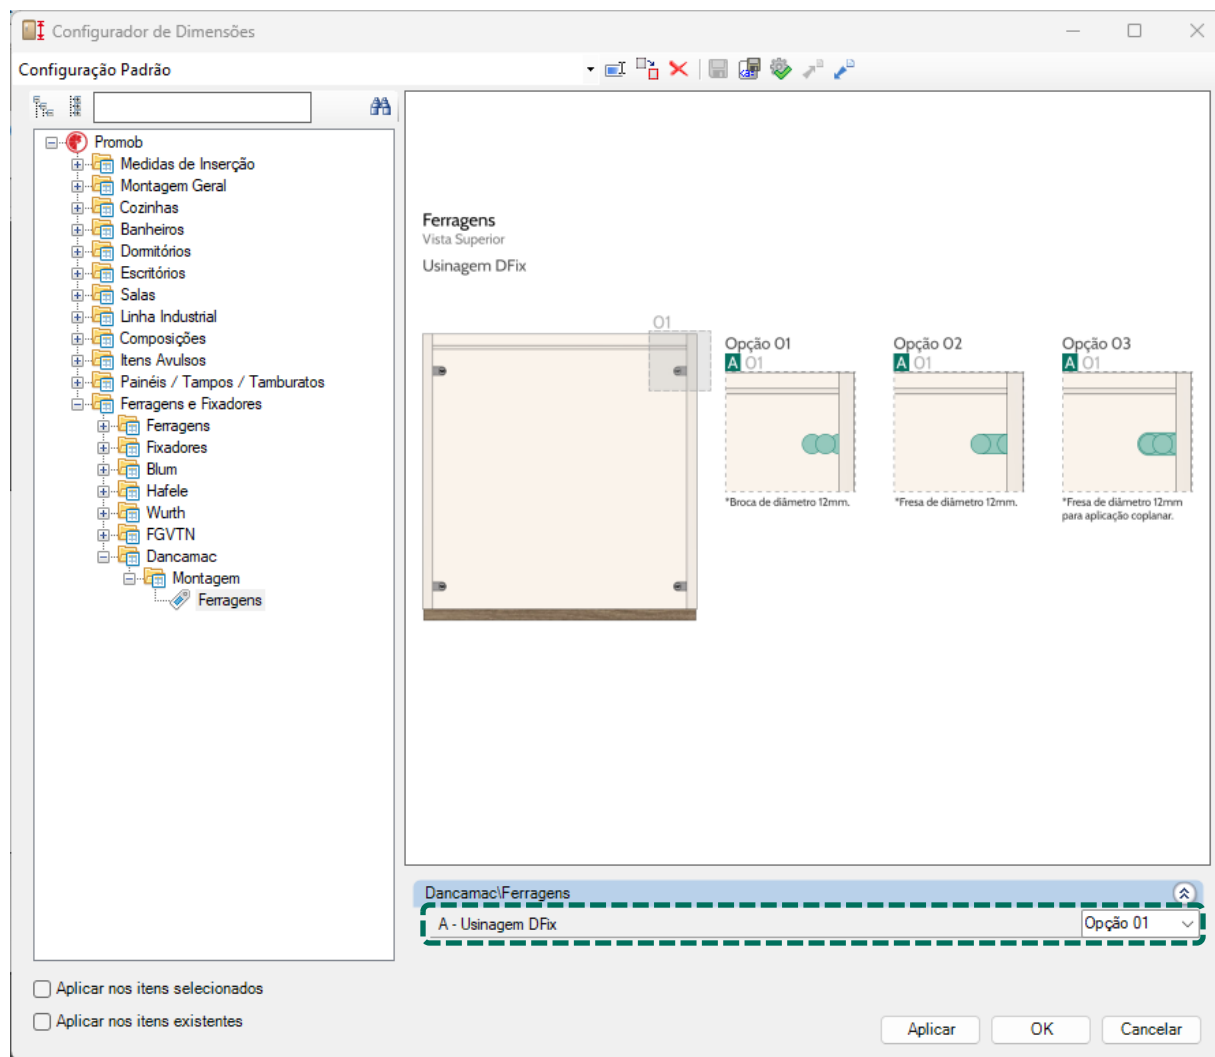 Configurador de Dimensões
Configuração Padrão
Promob
Medidas de Inserção
Montagem Geral
Cozinhas
Banheiros
Dormitórios
Escritórios
Salas
Linha Industrial
Composições
Itens Avulsos
Painéis / Tampos / Tamburatos
Ferragens e Fixadores
Ferragens
Fixadores
Blum
Hafele
Wurth
FGVTN
Dancamac
Montagem
Ferragens
Ferragens
Vista Superior
Usinagem DFix
01
Opção 01
A 01
*Broca de diâmetro 12mm.
Opção 02
A 01
*Fresa de diâmetro 12mm.
Opção 03
A 01
*Fresa de diâmetro 12mm
para aplicação coplanar.
Dancamac\Ferragens
A - Usinagem DFix Opção 01
Aplicar nos itens selecionados
Aplicar nos itens existentes
Aplicar OK Cancelar